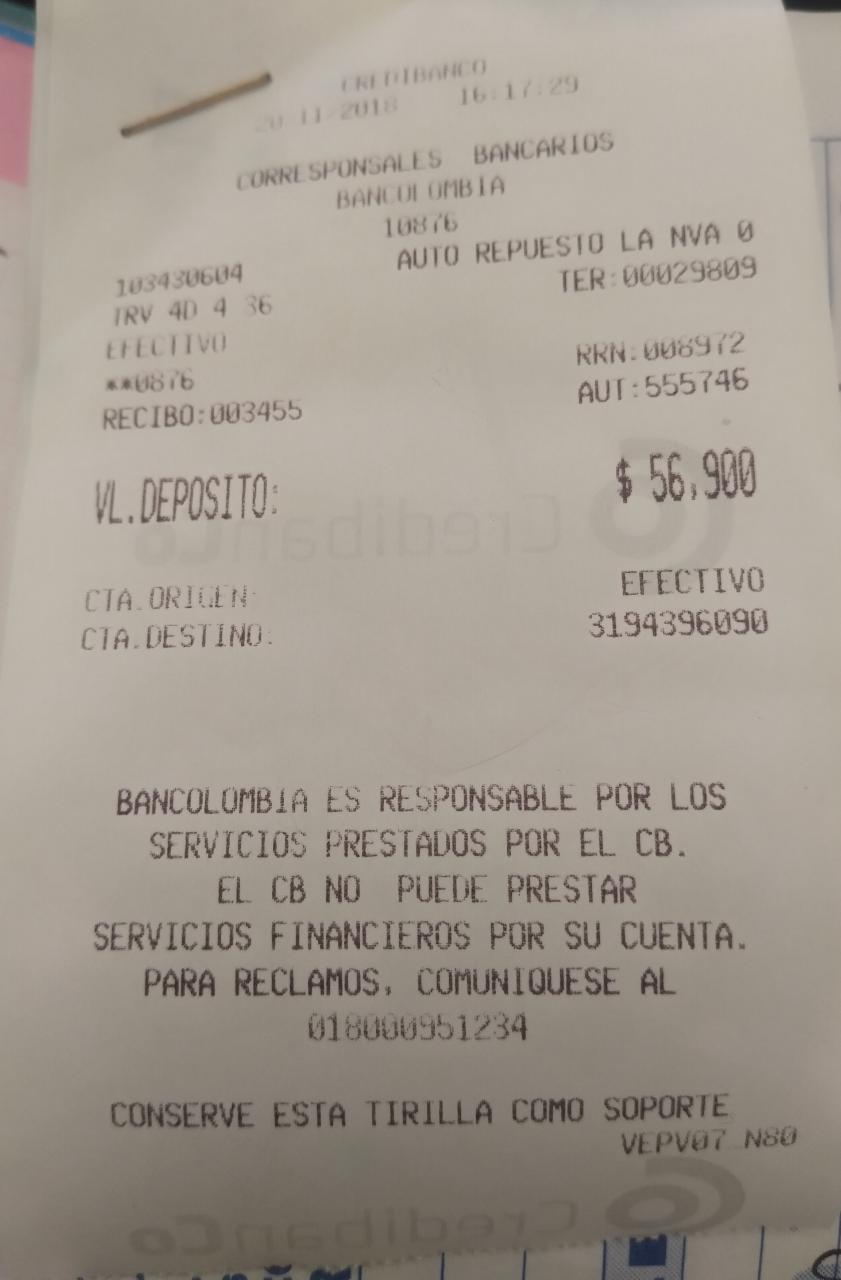 CREDIBANCO
20-11-2018 16:17:29
CORRESPONSALES BANCARIOS
BANCOLOMBIA
10876
103430604 AUTO REPUESTO LA NVA 0
TRV 4D 4 36 TER:00029809
EFECTIVO
**0876 RRN:008972
RECIBO:003455 AUT:555746
VL.DEPOSITO: $ 56,900
CredibanCo
CTA.ORIGEN: EFECTIVO
CTA.DESTINO: 3194396090
BANCOLOMBIA ES RESPONSABLE POR LOS
SERVICIOS PRESTADOS POR EL CB.
EL CB NO PUEDE PRESTAR
SERVICIOS FINANCIEROS POR SU CUENTA.
PARA RECLAMOS, COMUNIQUESE AL
018000951234
CONSERVE ESTA TIRILLA COMO SOPORTE
VEPV07 N80
CredibanCo